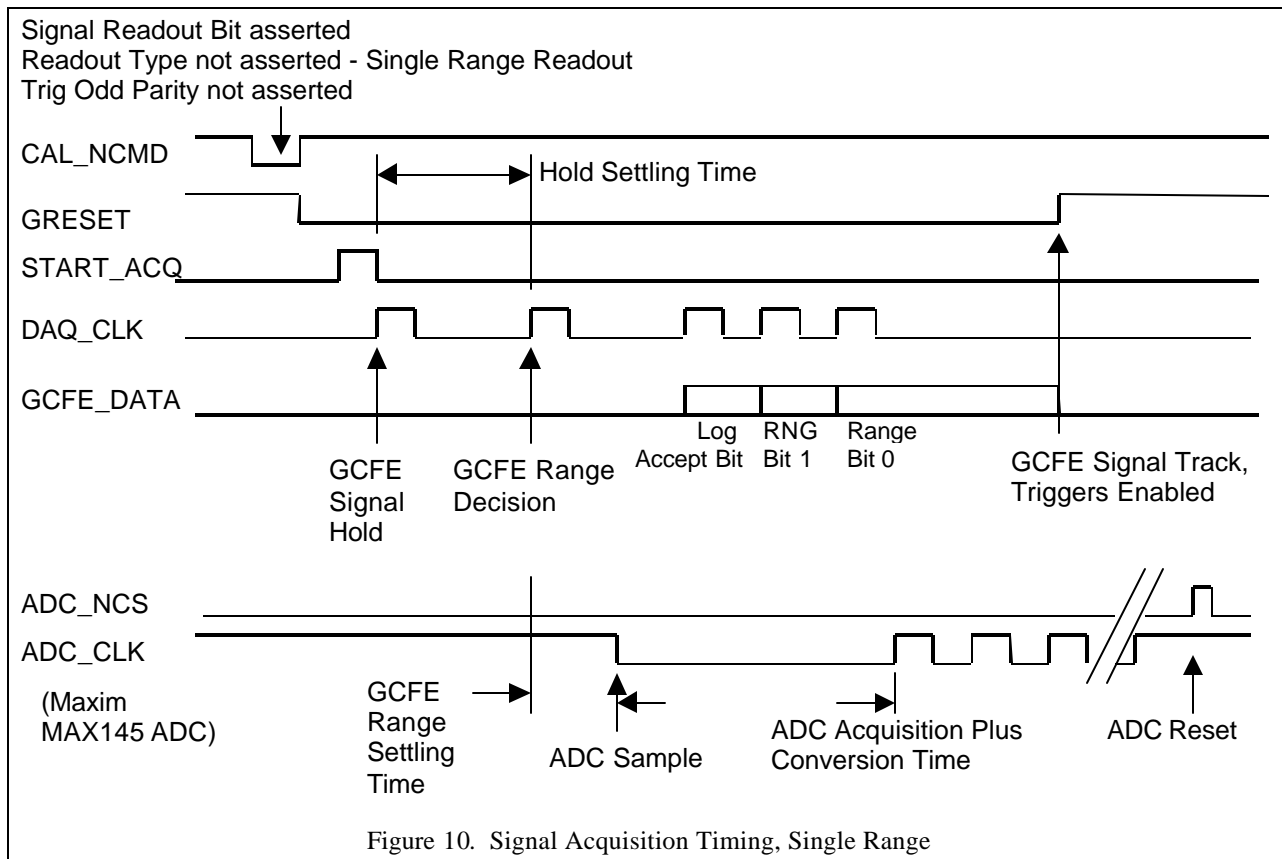 Signal Readout Bit asserted
Readout Type not asserted - Single Range Readout
Trig Odd Parity not asserted
CAL_NCMD
Hold Settling Time
GRESET
START_ACQ
DAQ_CLK
GCFE_DATA
Log
Accept Bit
RNG
Bit 1
Range
Bit 0
GCFE
Signal
Hold
GCFE Range
Decision
GCFE Signal Track,
Triggers Enabled
ADC_NCS
ADC_CLK
(Maxim
MAX145 ADC)
GCFE
Range
Settling
Time
ADC Sample
ADC Acquisition Plus
Conversion Time
ADC Reset
Figure 10. Signal Acquisition Timing, Single Range